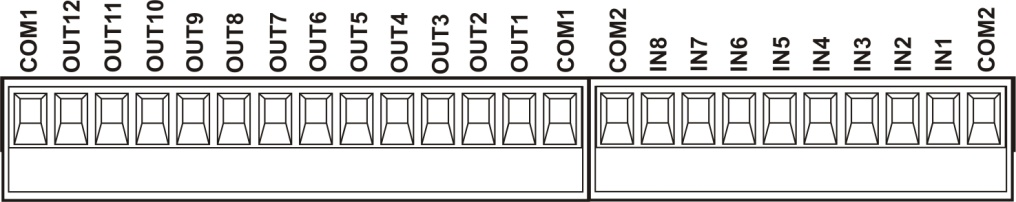 COM1
OUT12
OUT11
OUT10
OUT9
OUT8
OUT7
OUT6
OUT5
OUT4
OUT3
OUT2
OUT1
COM1
COM2
IN8
IN7
IN6
IN5
IN4
IN3
IN2
IN1
COM2